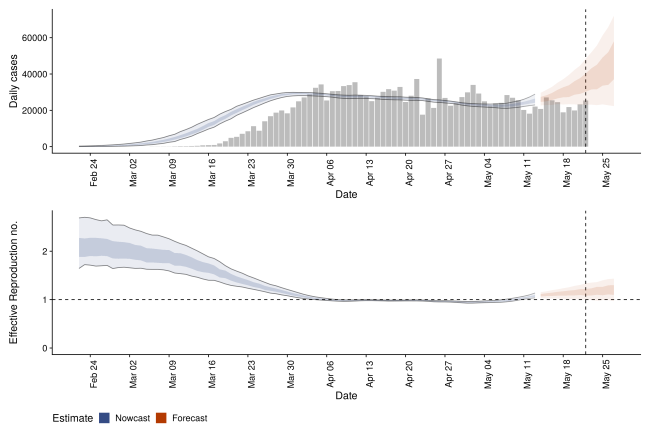 Daily cases
60000
40000
20000
0
Feb 24
Mar 02
Mar 09
Mar 16
Mar 23
Mar 30
Apr 06
Apr 13
Apr 20
Apr 27
May 04
May 11
May 18
May 25
Date
Effective Reproduction no.
2
1
0
Feb 24
Mar 02
Mar 09
Mar 16
Mar 23
Mar 30
Apr 06
Apr 13
Apr 20
Apr 27
May 04
May 11
May 18
May 25
Date
Estimate Nowcast Forecast